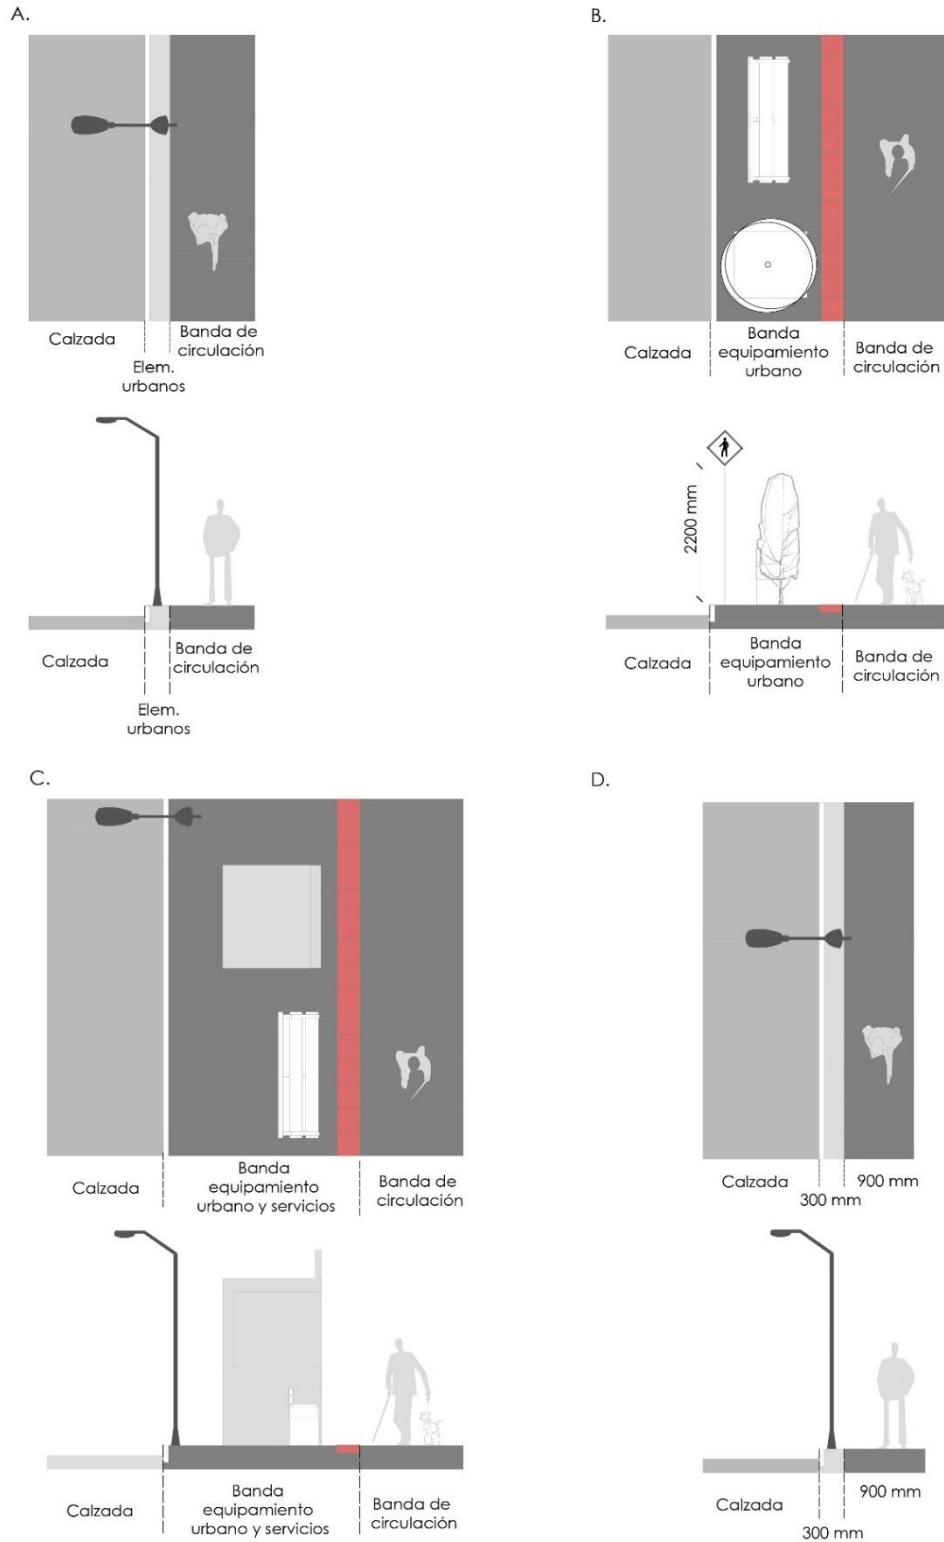 A.
Calzada
Elem.
urbanos
Banda de
circulación
Calzada
Elem.
urbanos
Banda de
circulación
B.
Calzada
Banda
equipamiento
urbano
Banda de
circulación
2200 mm
Calzada
Banda
equipamiento
urbano
Banda de
circulación
C.
Calzada
Banda
equipamiento
urbano y servicios
Banda de
circulación
Calzada
Banda
equipamiento
urbano y servicios
Banda de
circulación
D.
Calzada
300 mm
900 mm
Calzada
300 mm
900 mm